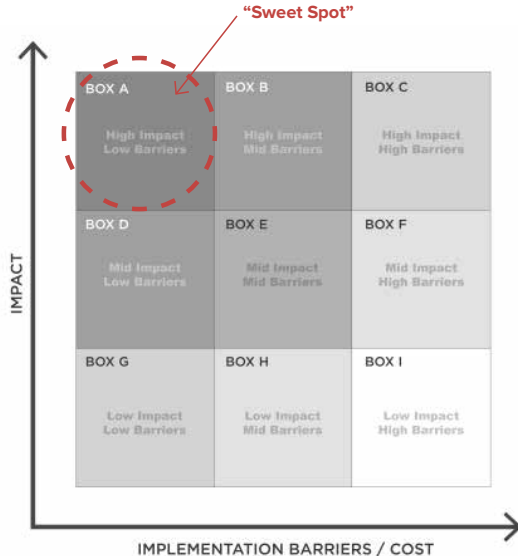 “Sweet Spot”
BOX A
BOX B
BOX C
High Impact
Low Barriers
High Impact
Mid Barriers
High Impact
High Barriers
BOX D
BOX E
BOX F
Mid Impact
Low Barriers
Mid Impact
Mid Barriers
Mid Impact
High Barriers
BOX G
BOX H
BOX I
Low Impact
Low Barriers
Low Impact
Mid Barriers
Low Impact
High Barriers
IMPACT
IMPLEMENTATION BARRIERS / COST